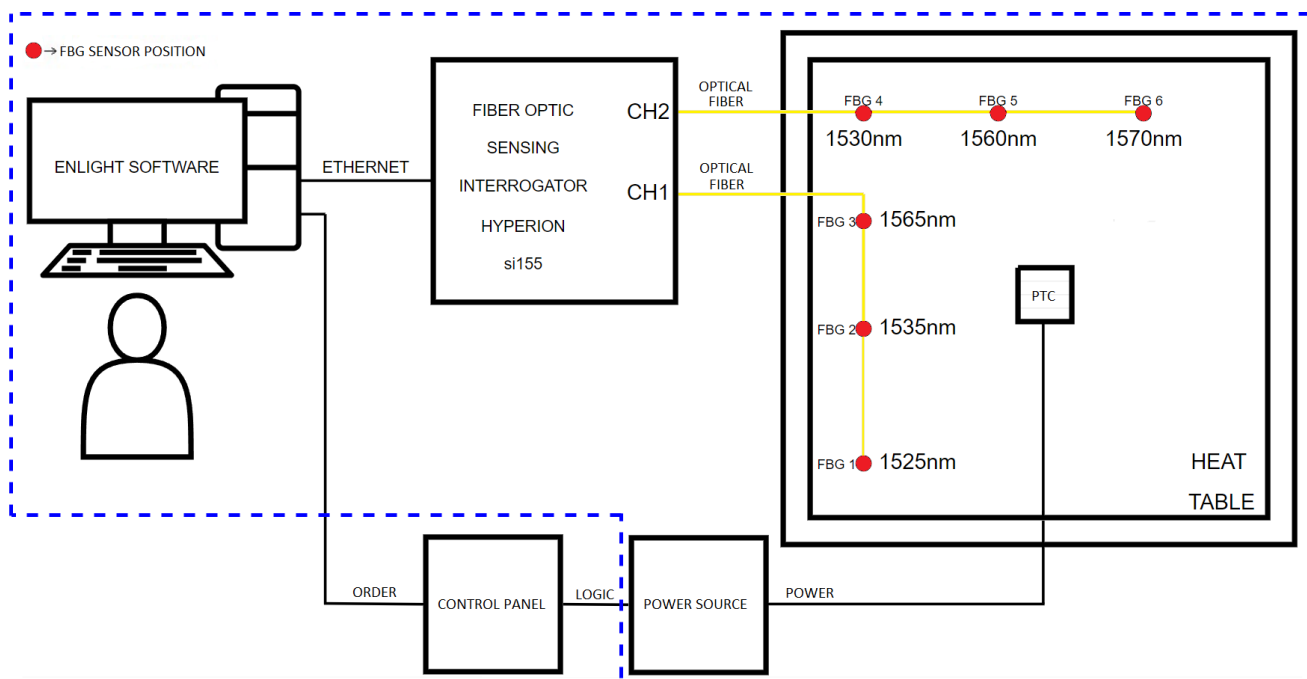 → FBG SENSOR POSITION
ENLIGHT SOFTWARE
ETHERNET
FIBER OPTIC
SENSING
INTERROGATOR
HYPERION
si155
CH2
CH1
OPTICAL
FIBER
OPTICAL
FIBER
FBG 4
FBG 5
FBG 6
1530nm
1560nm
1570nm
FBG 3
1565nm
FBG 2
1535nm
FBG 1
1525nm
PTC
HEAT
TABLE
ORDER
CONTROL PANEL
LOGIC
POWER SOURCE
POWER